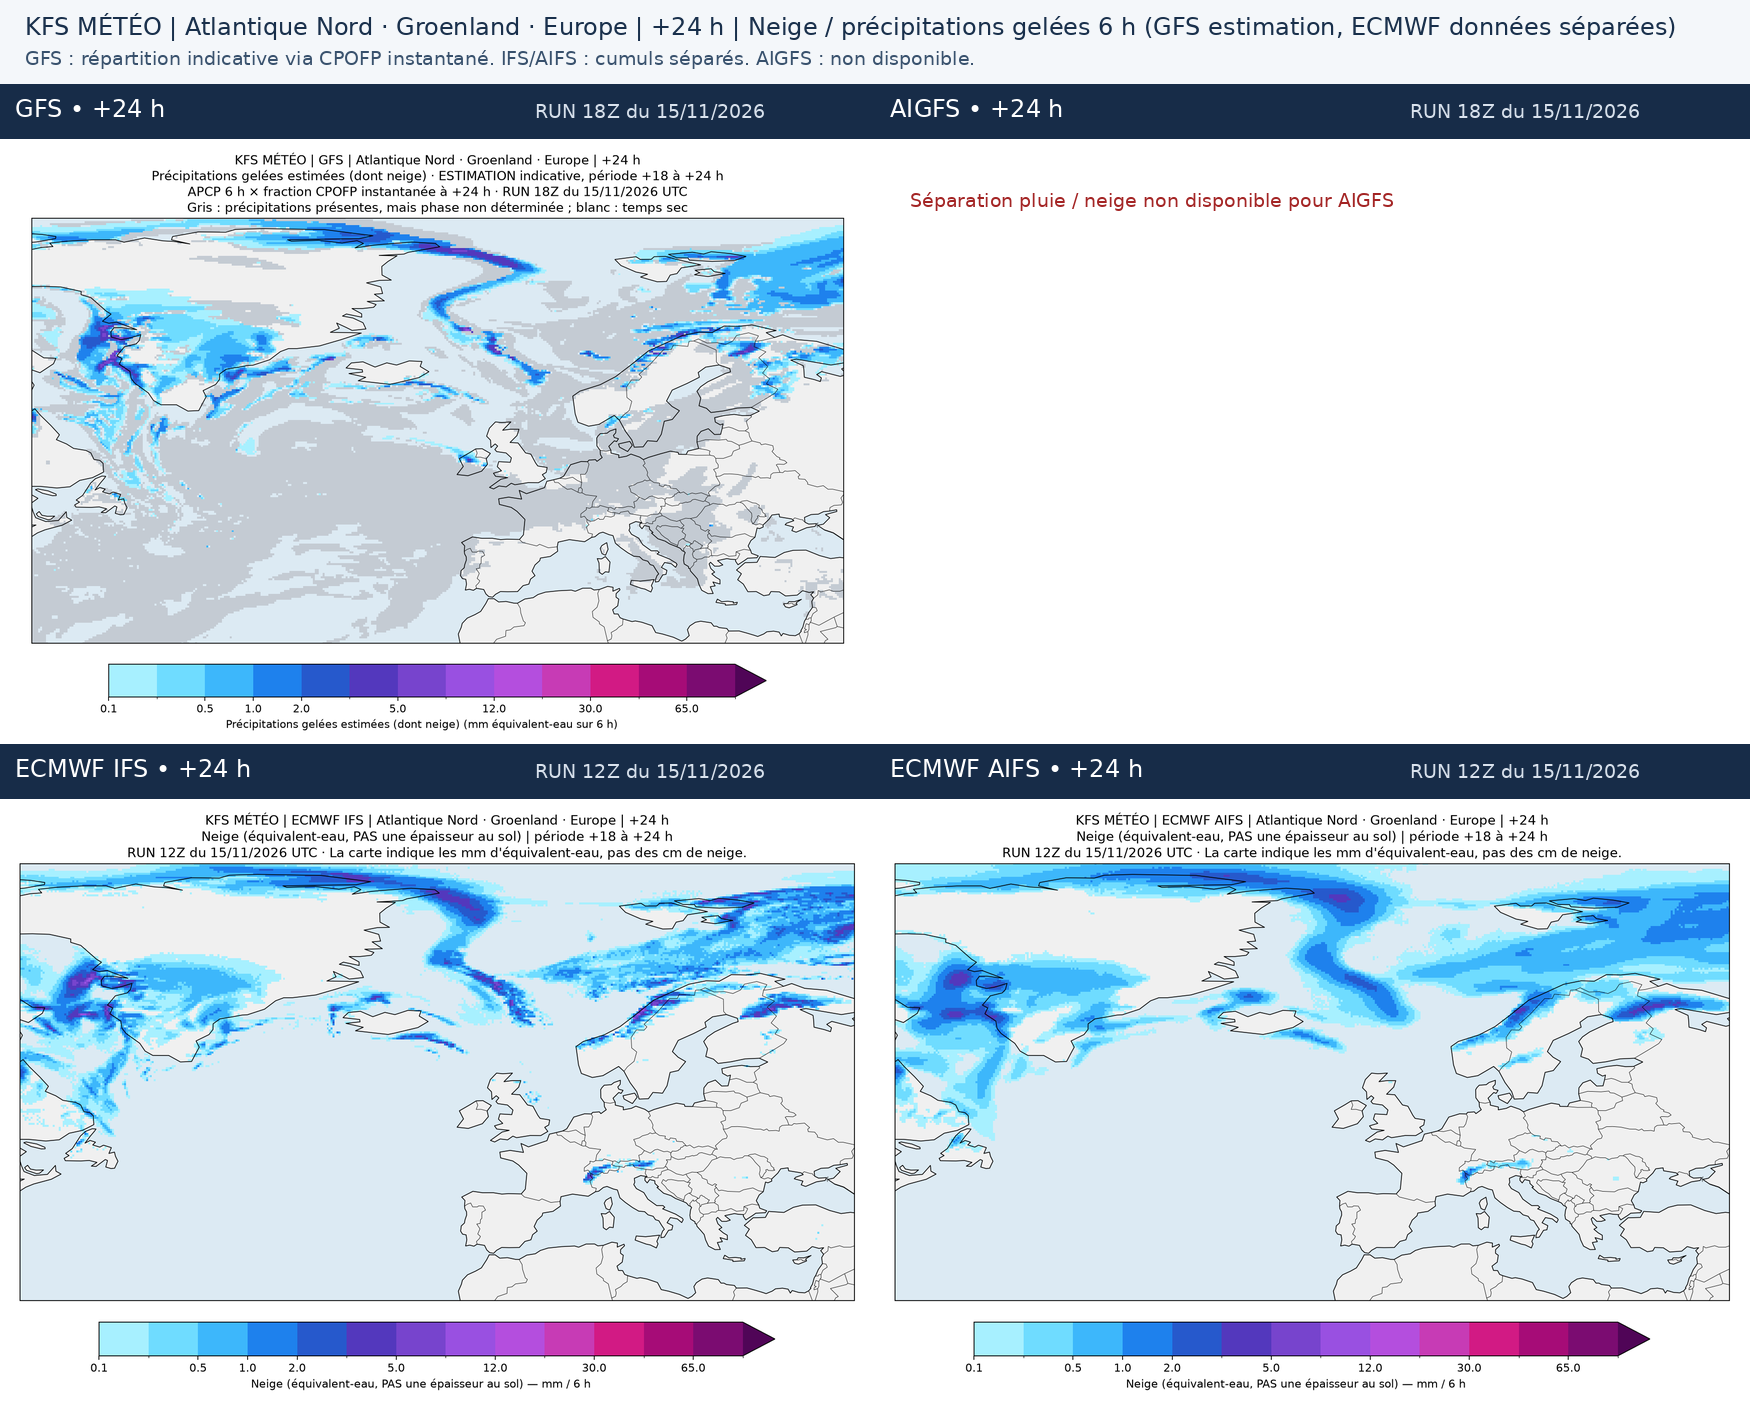 KFS MÉTÉO | Atlantique Nord · Groenland · Europe | +24 h | Neige / précipitations gelées 6 h (GFS estimation, ECMWF données séparées)
GFS : répartition indicative via CPOFP instantané. IFS/AIFS : cumuls séparés. AIGFS : non disponible.
GFS • +24 h
RUN 18Z du 15/11/2026
AIGFS • +24 h
RUN 18Z du 15/11/2026
KFS MÉTÉO | GFS | Atlantique Nord · Groenland · Europe | +24 h
Précipitations gelées estimées (dont neige) · ESTIMATION indicative, période +18 à +24 h
APCP 6 h × fraction CPOFP instantanée à +24 h · RUN 18Z du 15/11/2026 UTC
Gris : précipitations présentes, mais phase non déterminée ; blanc : temps sec
Séparation pluie / neige non disponible pour AIGFS
0.1 0.5 1.0 2.0 5.0 12.0 30.0 65.0
Précipitations gelées estimées (dont neige) (mm équivalent-eau sur 6 h)
ECMWF IFS • +24 h
RUN 12Z du 15/11/2026
ECMWF AIFS • +24 h
RUN 12Z du 15/11/2026
KFS MÉTÉO | ECMWF IFS | Atlantique Nord · Groenland · Europe | +24 h
Neige (équivalent-eau, PAS une épaisseur au sol) | période +18 à +24 h
RUN 12Z du 15/11/2026 UTC · La carte indique les mm d'équivalent-eau, pas des cm de neige.
KFS MÉTÉO | ECMWF AIFS | Atlantique Nord · Groenland · Europe | +24 h
Neige (équivalent-eau, PAS une épaisseur au sol) | période +18 à +24 h
RUN 12Z du 15/11/2026 UTC · La carte indique les mm d'équivalent-eau, pas des cm de neige.
0.1 0.5 1.0 2.0 5.0 12.0 30.0 65.0
Neige (équivalent-eau, PAS une épaisseur au sol) — mm / 6 h
0.1 0.5 1.0 2.0 5.0 12.0 30.0 65.0
Neige (équivalent-eau, PAS une épaisseur au sol) — mm / 6 h